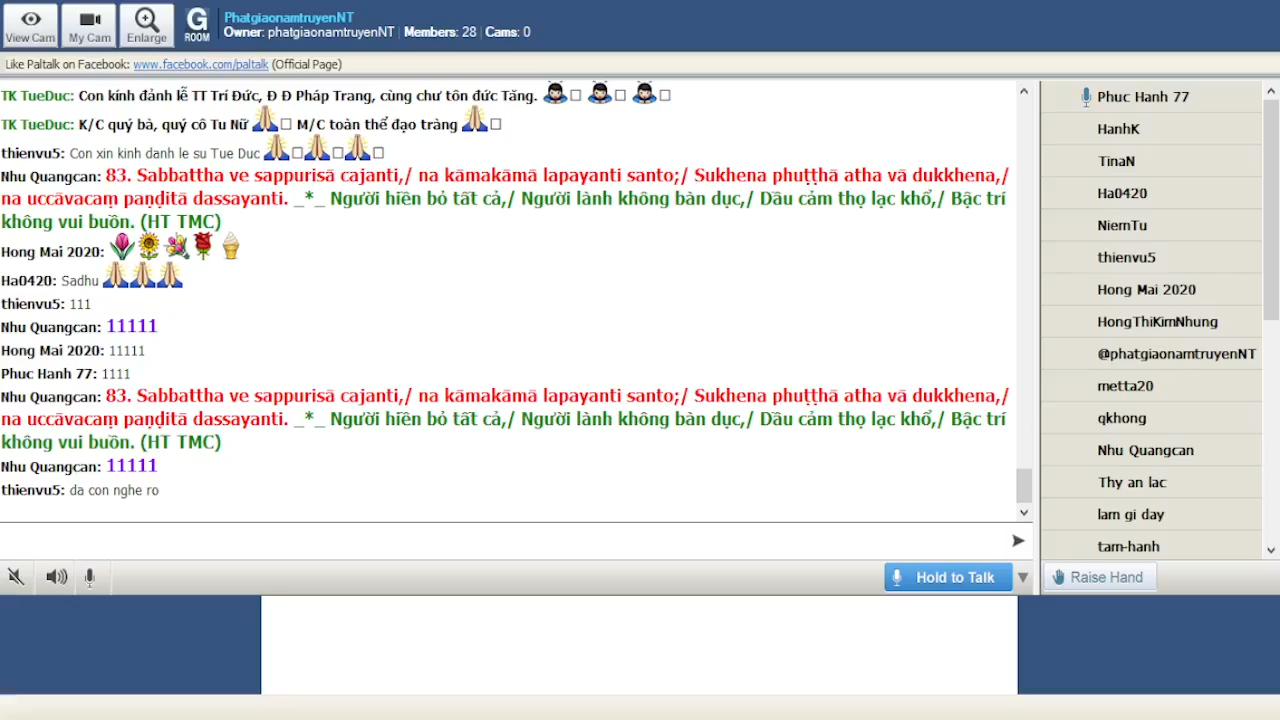 View Cam
My Cam
Enlarge
G
ROOM
PhatgiaonamtruyenNT
Owner: phatgiaonamtruyenNT | Members: 28 | Cams: 0
Like Paltalk on Facebook: www.facebook.com/paltalk (Official Page)
TK TueDuc: Con kính đảnh lễ TT Trí Đức, Đ Đ Pháp Trang, cùng chư tôn đức Tăng.
TK TueDuc: K/C quý bà, quý cô Tu Nữ M/C toàn thể đạo tràng
thienvu5: Con xin kinh danh le su Tue Duc
Nhu Quangcan: 83. Sabbattha ve sappurisā cajanti,/ na kāmakāmā lapayanti santo;/ Sukhena phuṭṭhā atha vā dukkhena,/
na uccāvacaṃ paṇḍitā dassayanti. _*_ Người hiền bỏ tất cả,/ Người lành không bàn dục,/ Dầu cảm thọ lạc khổ,/ Bậc trí
không vui buồn. (HT TMC)
Hong Mai 2020:
Ha0420: Sadhu
thienvu5: 111
Nhu Quangcan: 11111
Hong Mai 2020: 11111
Phuc Hanh 77: 1111
Nhu Quangcan: 83. Sabbattha ve sappurisā cajanti,/ na kāmakāmā lapayanti santo;/ Sukhena phuṭṭhā atha vā dukkhena,/
na uccāvacaṃ paṇḍitā dassayanti. _*_ Người hiền bỏ tất cả,/ Người lành không bàn dục,/ Dầu cảm thọ lạc khổ,/ Bậc trí
không vui buồn. (HT TMC)
Nhu Quangcan: 11111
thienvu5: da con nghe ro
Hold to Talk
Phuc Hanh 77
HanhK
TinaN
Ha0420
NiemTu
thienvu5
Hong Mai 2020
HongThiKimNhung
@phatgiaonamtruyenNT
metta20
qkhong
Nhu Quangcan
Thy an lac
lam gi day
tam-hanh
Raise Hand